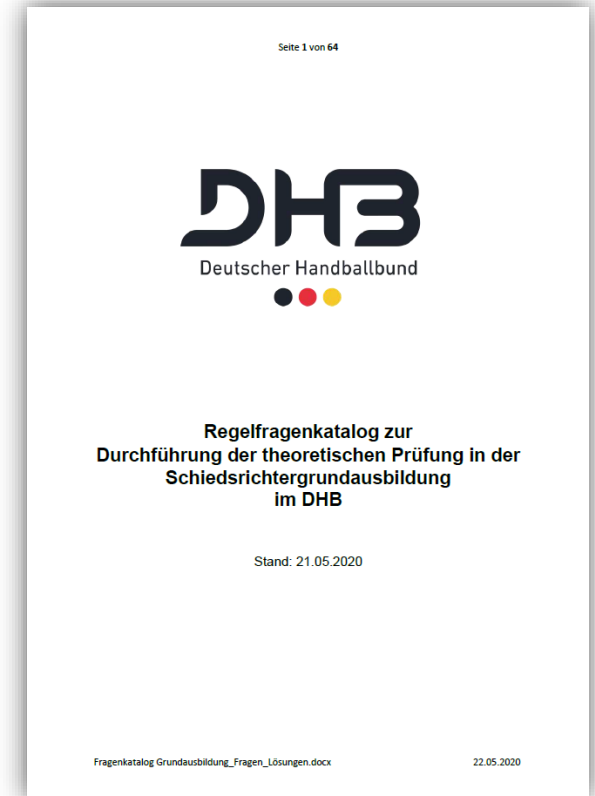 Seite 1 von 64
DHB
Deutscher Handballbund
Regelfragenkatalog zur
Durchführung der theoretischen Prüfung in der
Schiedsrichtergrundausbildung
im DHB
Stand: 21.05.2020
Fragenkatalog Grundausbildung_Fragen_Lösungen.docx 22.05.2020